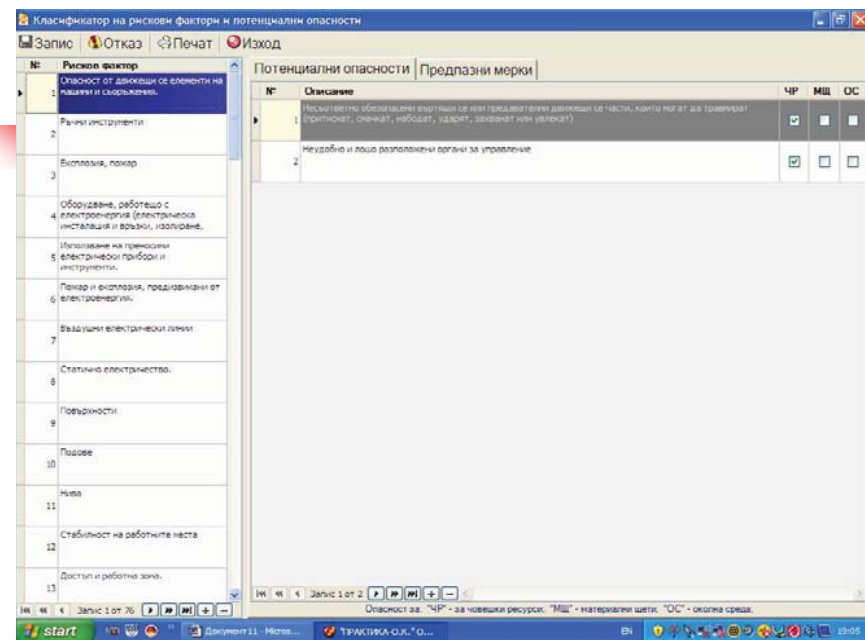 Класификатор на рискови фактори и потенциални опасности
Запис Отказ Печат Изход
№ Рисков фактор
1 Опасност от движещи се елементи на
машини и съоръжения.
2 Ръчни инструменти
3 Експлозия, пожар
4 Оборудване, работещо с
електроенергия (електрическа
инсталация и връзки, изолиране,
5 Използване на преносими
електрически прибори и
инструменти.
6 Пожар и експлозия, предизвикани от
електроенергия.
7 Въздушни електрически линии
8 Статично електричество.
9 Повърхности
10 Подове
11 Нива
12 Стабилност на работните места
13 Достъп и работна зона.
Запис 1 от 76
Потенциални опасности Предпазни мерки
№ Описание ЧР МЩ ОС
1 Несъответно обезопасени въртящи се или предавателни движещи се части, които могат да травмират
(притиснат, смачкат, набодат, ударят, захванат или увлекат)
2 Неудобно и лошо разположени органи за управление
Запис 1 от 2
Опасност за: "ЧР" - за човешки ресурси; "МЩ" - материални щети; "ОС" - околна среда;
start Документ11 - Micros... "ПРАКТИКА-О.К." О... EN 19:05